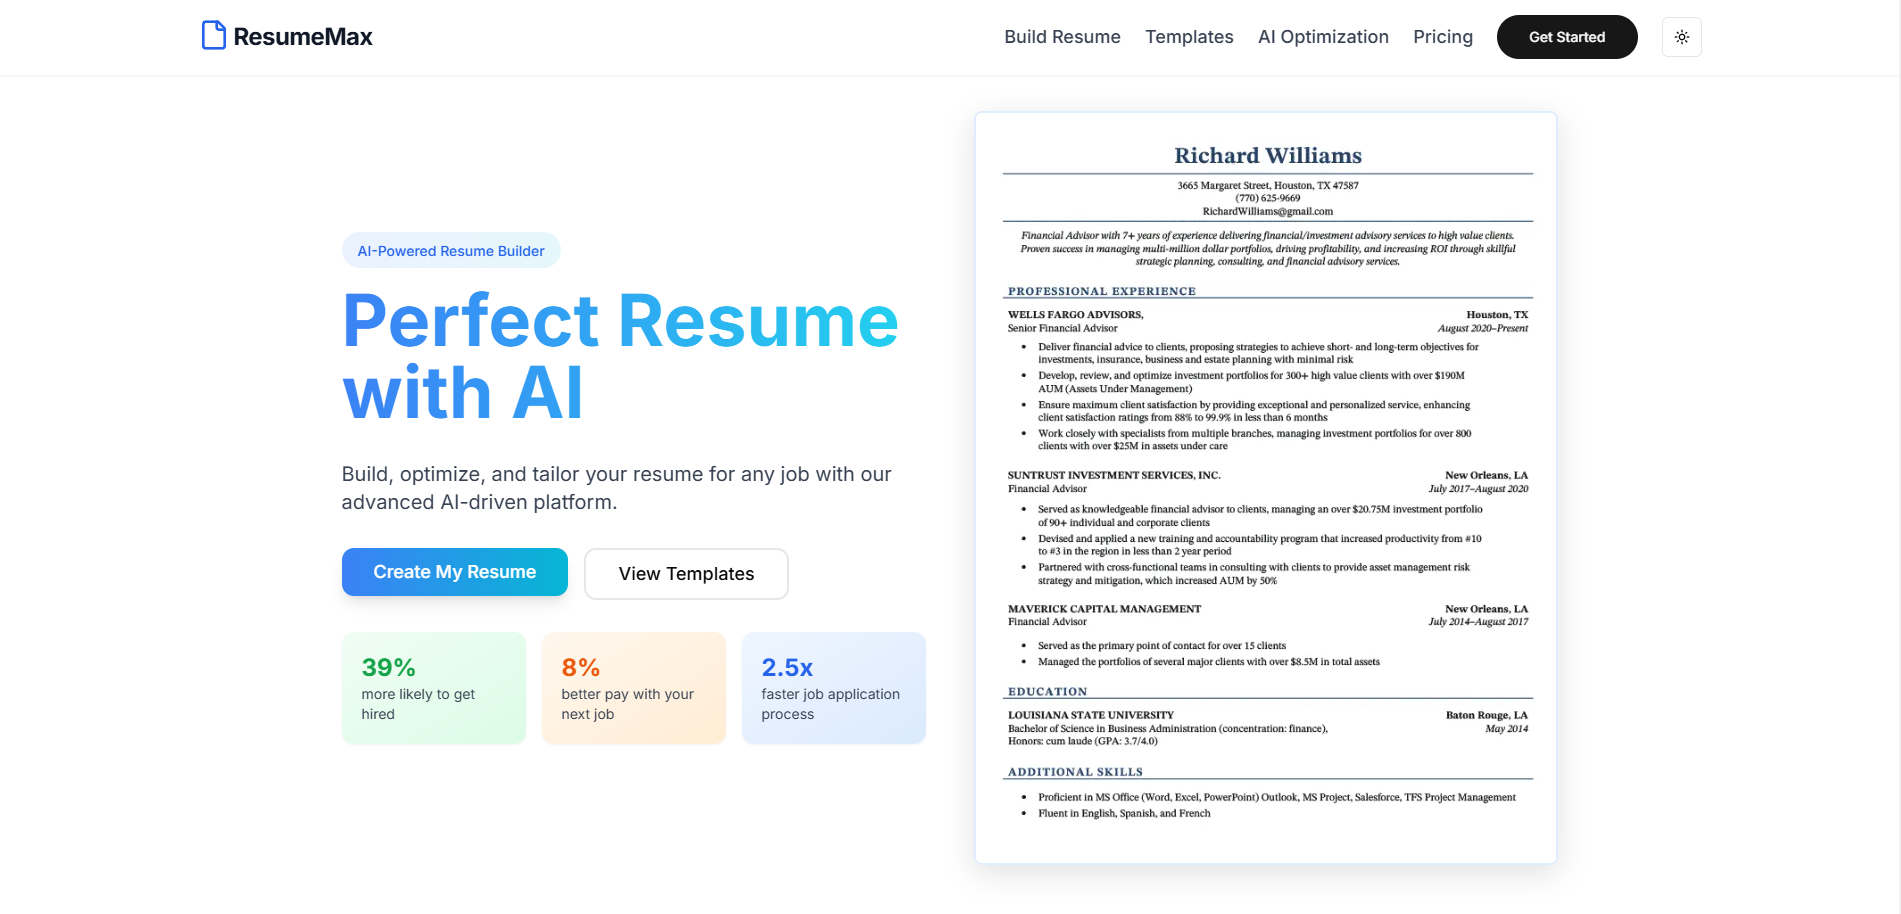 ResumeMax
Build Resume
Templates
AI Optimization
Pricing
Get Started
AI-Powered Resume Builder
Perfect Resume
with AI
Build, optimize, and tailor your resume for any job with our
advanced AI-driven platform.
Create My Resume
View Templates
39%
more likely to get
hired
8%
better pay with your
next job
2.5x
faster job application
process
Richard Williams
3665 Margaret Street, Houston, TX 47587
(770) 625-9669
RichardWilliams@gmail.com
Financial Advisor with 7+ years of experience delivering financial/investment advisory services to high value clients.
Proven success in managing multi-million dollar portfolios, driving profitability, and increasing ROI through skillful
strategic planning, consulting, and financial advisory services.
PROFESSIONAL EXPERIENCE
WELLS FARGO ADVISORS, Houston, TX
Senior Financial Advisor August 2020–Present
• Deliver financial advice to clients, proposing strategies to achieve short- and long-term objectives for
investments, insurance, business and estate planning with minimal risk
• Develop, review, and optimize investment portfolios for 300+ high value clients with over $190M
AUM (Assets Under Management)
• Ensure maximum client satisfaction by providing exceptional and personalized service, enhancing
client satisfaction ratings from 88% to 99.9% in less than 6 months
• Work closely with specialists from multiple branches, managing investment portfolios for over 800
clients with over $25M in assets under care
SUNTRUST INVESTMENT SERVICES, INC. New Orleans, LA
Financial Advisor July 2017–August 2020
• Served as knowledgeable financial advisor to clients, managing an over $20.75M investment portfolio
of 90+ individual and corporate clients
• Devised and applied a new training and accountability program that increased productivity from #10
to #3 in the region in less than 2 year period
• Partnered with cross-functional teams in consulting with clients to provide asset management risk
strategy and mitigation, which increased AUM by 50%
MAVERICK CAPITAL MANAGEMENT New Orleans, LA
Financial Advisor July 2014–August 2017
• Served as the primary point of contact for over 15 clients
• Managed the portfolios of several major clients with over $8.5M in total assets
EDUCATION
LOUISIANA STATE UNIVERSITY Baton Rouge, LA
Bachelor of Science in Business Administration (concentration: finance), May 2014
Honors: cum laude (GPA: 3.7/4.0)
ADDITIONAL SKILLS
• Proficient in MS Office (Word, Excel, PowerPoint) Outlook, MS Project, Salesforce, TFS Project Management
• Fluent in English, Spanish, and French